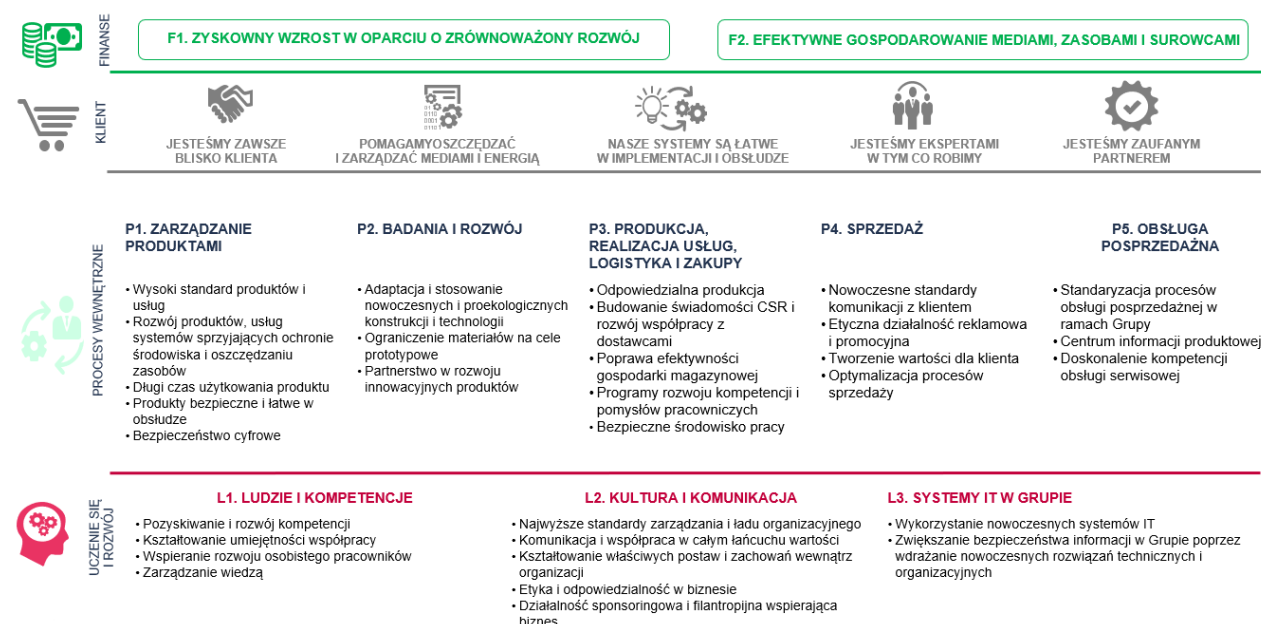 FINANSE
F1. ZYSKOWNY WZROST W OPARCIU O ZRÓWNOWAŻONY ROZWÓJ
F2. EFEKTYWNE GOSPODAROWANIE MEDIAMI, ZASOBAMI I SUROWCAMI
KLIENT
JESTEŚMY ZAWSZE
BLISKO KLIENTA
POMAGAMYOSZCZĘDZAĆ
I ZARZĄDZAĆ MEDIAMI I ENERGIĄ
NASZE SYSTEMY SĄ ŁATWE
W IMPLEMENTACJI I OBSŁUDZE
JESTEŚMY EKSPERTAMI
W TYM CO ROBIMY
JESTEŚMY ZAUFANYM
PARTNEREM
PROCESY WEWNĘTRZNE
P1. ZARZĄDZANIE
PRODUKTAMI
• Wysoki standard produktów i
usług
• Rozwój produktów, usług
systemów sprzyjających ochronie
środowiska i oszczędzaniu
zasobów
• Długi czas użytkowania produktu
• Produkty bezpieczne i łatwe w
obsłudze
• Bezpieczeństwo cyfrowe
P2. BADANIA I ROZWÓJ
• Adaptacja i stosowanie
nowoczesnych i proekologicznych
konstrukcji i technologii
• Ograniczenie materiałów na cele
prototypowe
• Partnerstwo w rozwoju
innowacyjnych produktów
P3. PRODUKCJA,
REALIZACJA USŁUG,
LOGISTYKA I ZAKUPY
• Odpowiedzialna produkcja
• Budowanie świadomości CSR i
rozwój współpracy z
dostawcami
• Poprawa efektywności
gospodarki magazynowej
• Programy rozwoju kompetencji i
pomysłów pracowniczych
• Bezpieczne środowisko pracy
P4. SPRZEDAŻ
• Nowoczesne standardy
komunikacji z klientem
• Etyczna działalność reklamowa
i promocyjna
• Tworzenie wartości dla klienta
• Optymalizacja procesów
sprzedaży
P5. OBSŁUGA
POSPRZEDAŻNA
• Standaryzacja procesów
obsługi posprzedażnej w
ramach Grupy
• Centrum informacji produktowej
• Doskonalenie kompetencji
obsługi serwisowej
UCZENIE SIĘ
I ROZWÓJ
L1. LUDZIE I KOMPETENCJE
• Pozyskiwanie i rozwój kompetencji
• Kształtowanie umiejętności współpracy
• Wspieranie rozwoju osobistego pracowników
• Zarządzanie wiedzą
L2. KULTURA I KOMUNIKACJA
• Najwyższe standardy zarządzania i ładu organizacyjnego
• Komunikacja i współpraca w całym łańcuchu wartości
• Kształtowanie właściwych postaw i zachowań wewnątrz
organizacji
• Etyka i odpowiedzialność w biznesie
• Działalność sponsoringowa i filantropijna wspierająca
biznes
L3. SYSTEMY IT W GRUPIE
• Wykorzystanie nowoczesnych systemów IT
• Zwiększanie bezpieczeństwa informacji w Grupie poprzez
wdrażanie nowoczesnych rozwiązań technicznych i
organizacyjnych